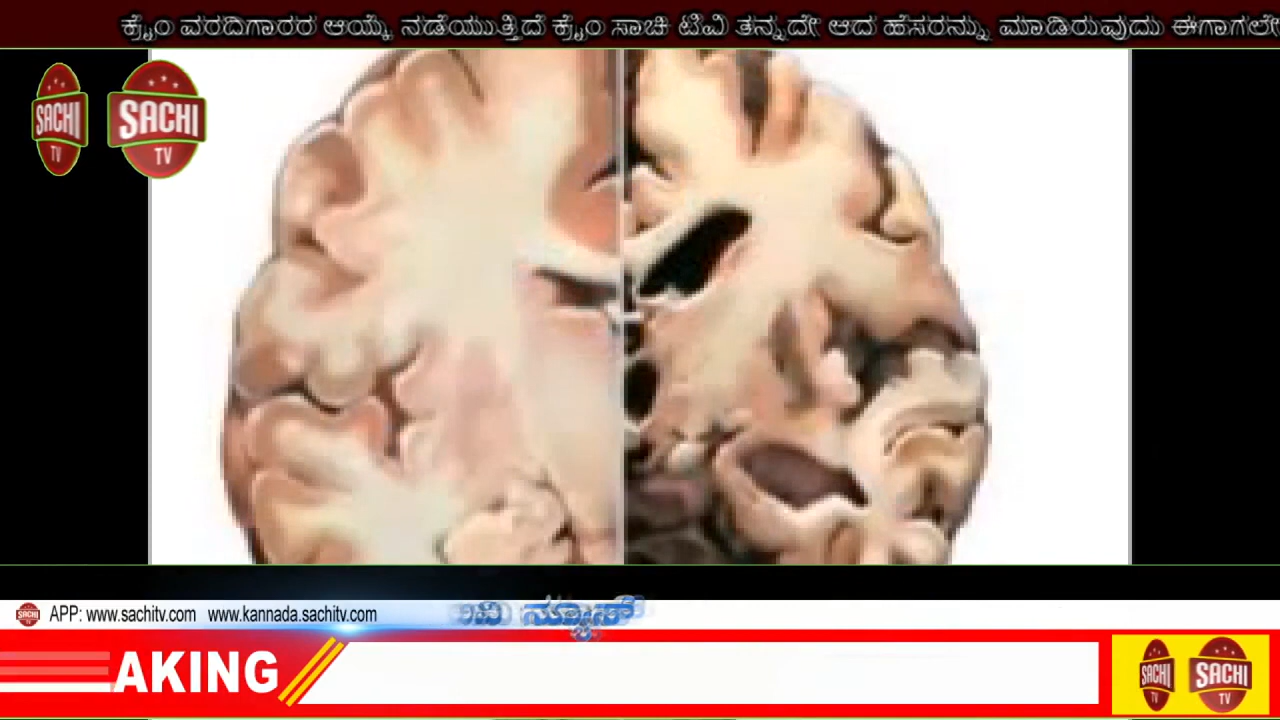 ಕ್ರೈಂ ವರದಿಗಾರರ ಆಯ್ಕೆ ನಡೆಯುತ್ತಿದೆ ಕ್ರೈಂ ಸಾಚಿ ಟಿವಿ ತನ್ನದೇ ಆದ ಹೆಸರನ್ನು ಮಾಡಿರುವುದು ಈಗಾಗಲೇ
SACHI TV
SACHI TV
APP: www.sachitv.com www.kannada.sachitv.com
ನ್ಯೂಸ್
AKING
SACHI TV
SACHI TV